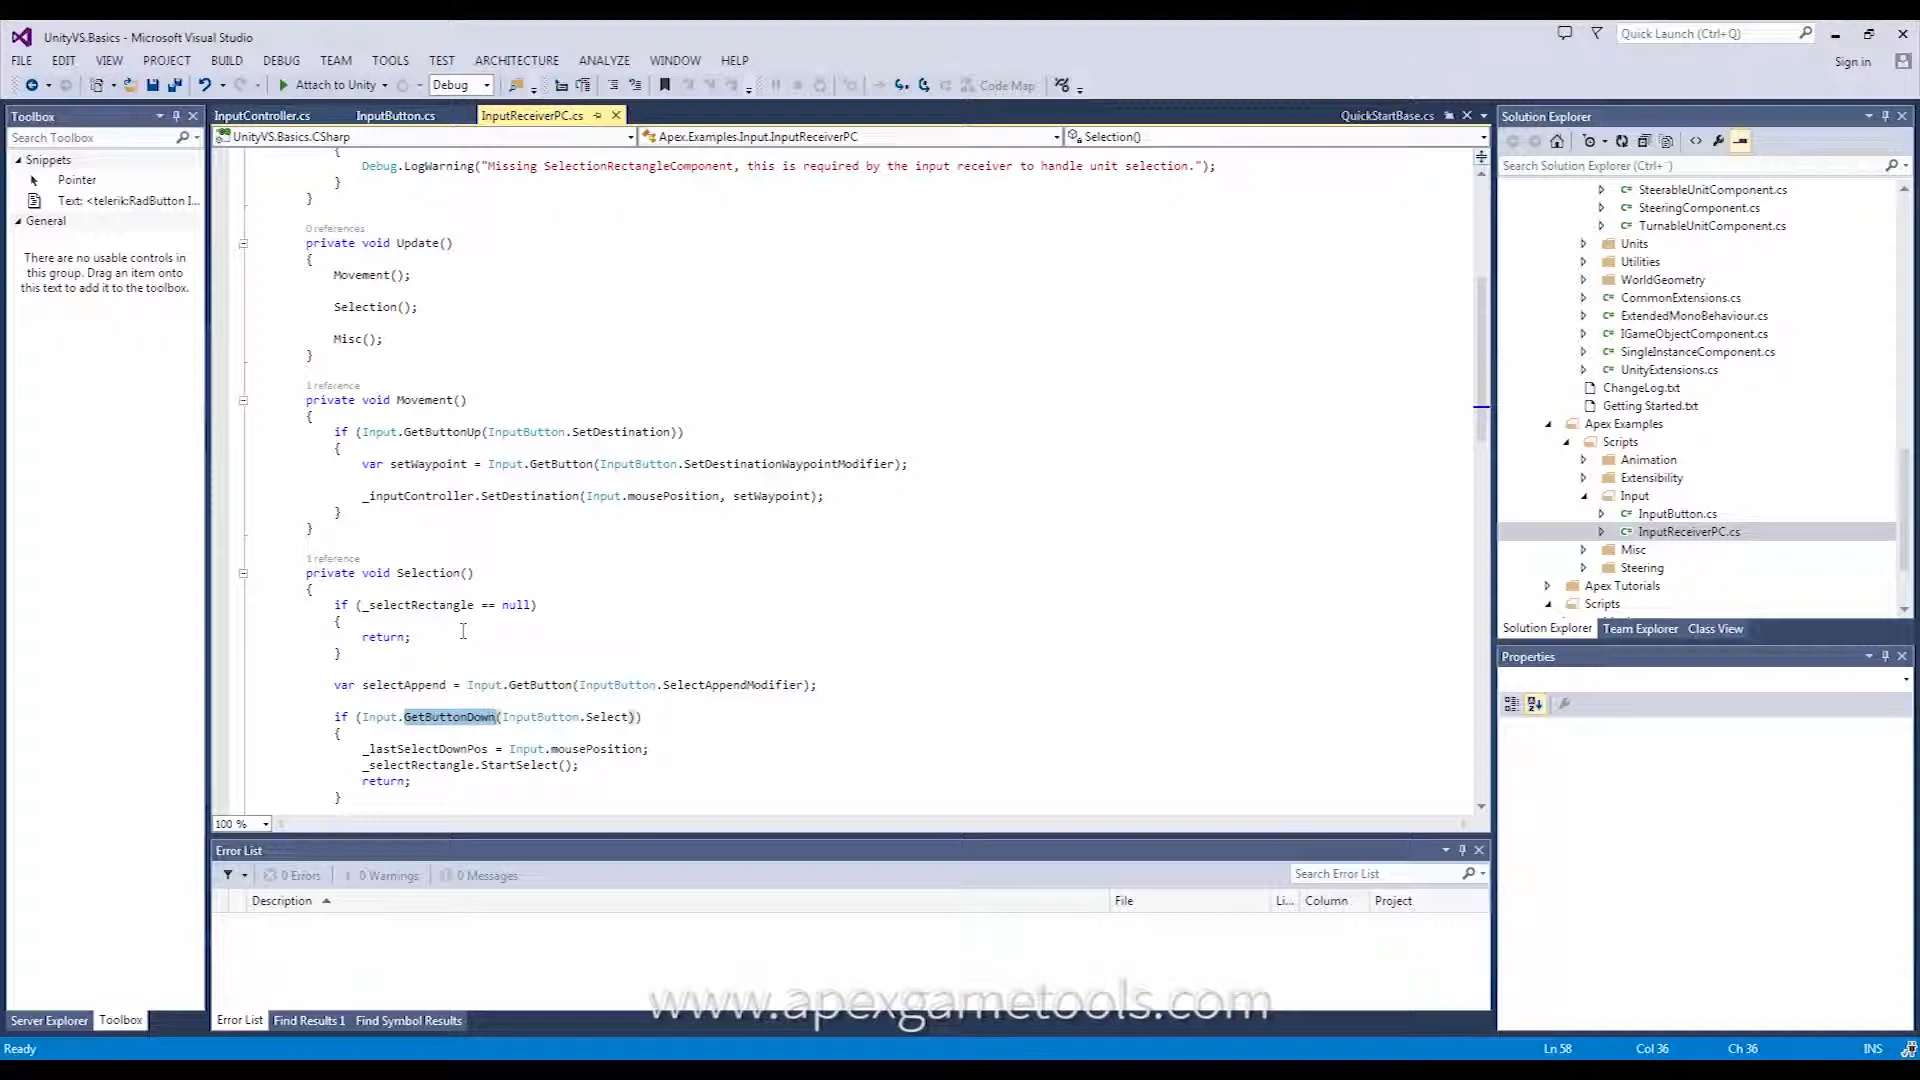 UnityVS.Basics - Microsoft Visual Studio
Quick Launch (Ctrl+Q)
FILE EDIT VIEW PROJECT BUILD DEBUG TEAM TOOLS TEST ARCHITECTURE ANALYZE WINDOW HELP
Sign in
Attach to Unity
Debug
Code Map
Toolbox
Search Toolbox
Snippets
Pointer
Text: <telerik:RadButton I...
General
There are no usable controls in
this group. Drag an item onto
this text to add it to the toolbox.
Server Explorer Toolbox
InputController.cs InputButton.cs InputReceiverPC.cs QuickStartBase.cs
UnityVS.Basics.CSharp Apex.Examples.Input.InputReceiverPC Selection()
{
Debug.LogWarning("Missing SelectionRectangleComponent, this is required by the input receiver to handle unit selection.");
}
}
0 references
private void Update()
{
Movement();
Selection();
Misc();
}
1 reference
private void Movement()
{
if (Input.GetButtonUp(InputButton.SetDestination))
{
var setWaypoint = Input.GetButton(InputButton.SetDestinationWaypointModifier);
_inputController.SetDestination(Input.mousePosition, setWaypoint);
}
}
1 reference
private void Selection()
{
if (_selectRectangle == null)
{
return;
}
var selectAppend = Input.GetButton(InputButton.SelectAppendModifier);
if (Input.GetButtonDown(InputButton.Select))
{
_lastSelectDownPos = Input.mousePosition;
_selectRectangle.StartSelect();
return;
}
100 %
Error List
0 Errors 0 Warnings 0 Messages
Search Error List
Description File Li... Column Project
Error List Find Results 1 Find Symbol Results
Solution Explorer
Search Solution Explorer (Ctrl+¨)
SteerableUnitComponent.cs
SteeringComponent.cs
TurnableUnitComponent.cs
Units
Utilities
WorldGeometry
CommonExtensions.cs
ExtendedMonoBehaviour.cs
IGameObjectComponent.cs
SingleInstanceComponent.cs
UnityExtensions.cs
ChangeLog.txt
Getting Started.txt
Apex Examples
Scripts
Animation
Extensibility
Input
InputButton.cs
InputReceiverPC.cs
Misc
Steering
Apex Tutorials
Scripts
Solution Explorer Team Explorer Class View
Properties
www.apexgametools.com
Ready Ln 58 Col 36 Ch 36 INS